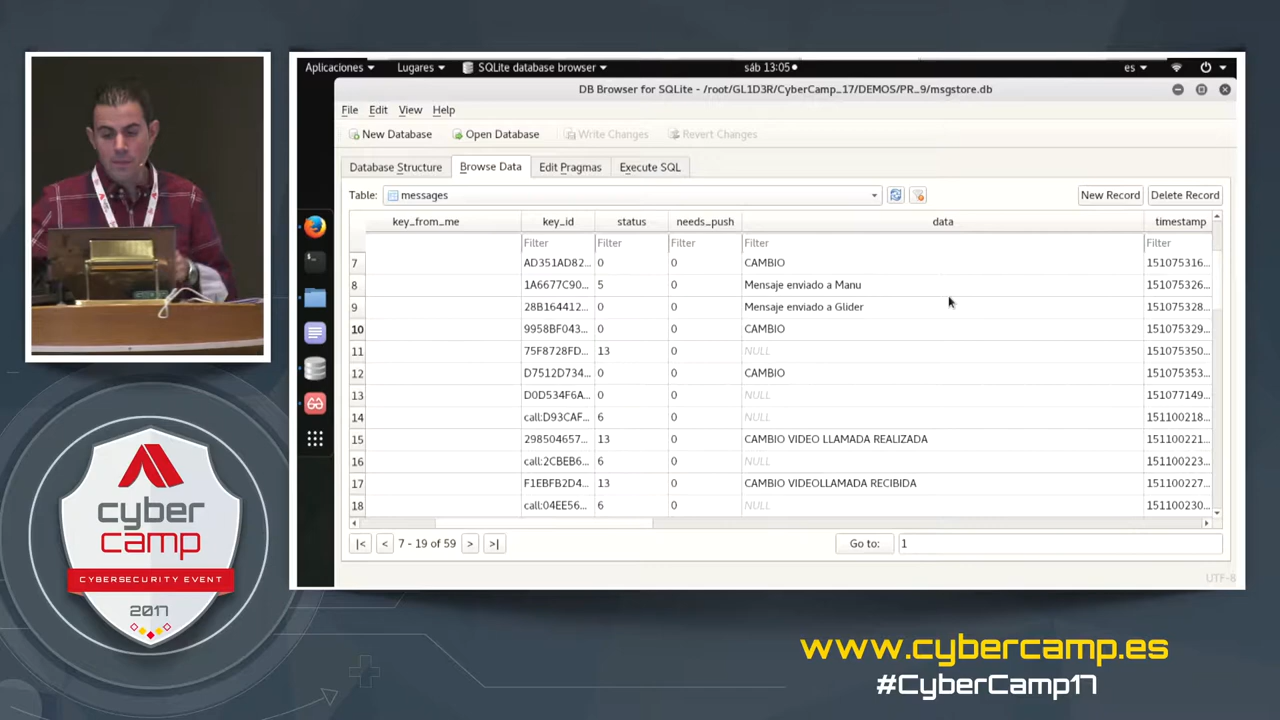 Aplicaciones Lugares SQLite database browser sáb 13:05 es
DB Browser for SQLite - /root/GL1D3R/CyberCamp_17/DEMOS/PR_9/msgstore.db
File Edit View Help
New Database Open Database Write Changes Revert Changes
Database Structure Browse Data Edit Pragmas Execute SQL
Table: messages New Record Delete Record
key_from_me key_id status needs_push data timestamp
Filter Filter Filter Filter Filter
7 AD351AD82... 0 0 CAMBIO 151075316...
8 1A6677C90... 5 0 Mensaje enviado a Manu 151075326...
9 28B164412... 0 0 Mensaje enviado a Glider 151075328...
10 9958BF043... 0 0 CAMBIO 151075329...
11 75F8728FD... 13 0 NULL 151075350...
12 D7512D734... 0 0 CAMBIO 151075353...
13 D0D534F6A... 0 0 NULL 151077149...
14 call:D93CAF... 6 0 NULL 151100218...
15 298504657... 13 0 CAMBIO VIDEO LLAMADA REALIZADA 151100221...
16 call:2CBEB6... 6 0 NULL 151100223...
17 F1EBFB2D4... 13 0 CAMBIO VIDEOLLAMADA RECIBIDA 151100227...
18 call:04EE56... 6 0 NULL 151100230...
|< < 7 - 19 of 59 > >| Go to: 1
UTF-8
cyber
camp
CYBERSECURITY EVENT
2017
www.cybercamp.es
#CyberCamp17